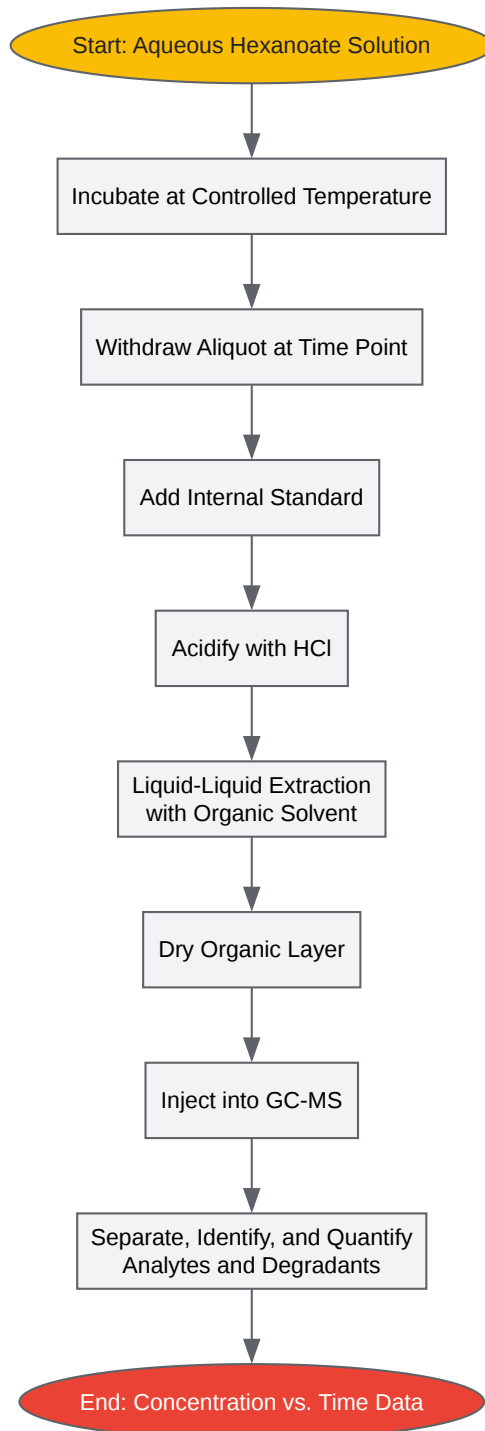 Start: Aqueous Hexanoate Solution
Incubate at Controlled Temperature
Withdraw Aliquot at Time Point
Add Internal Standard
Acidify with HCl
Liquid-Liquid Extraction
with Organic Solvent
Dry Organic Layer
Inject into GC-MS
Separate, Identify, and Quantify
Analytes and Degradants
End: Concentration vs. Time Data